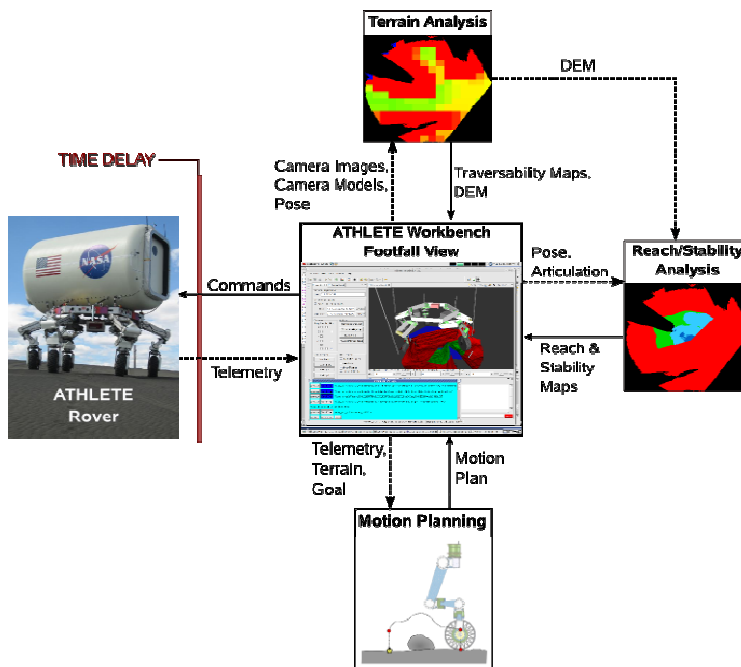 Terrain Analysis
DEM
TIME DELAY
Camera Images,
Camera Models,
Pose
Traversability Maps,
DEM
ATHLETE Workbench
Footfall View
Pose,
Articulation
Reach/Stability
Analysis
NASA
Commands
Telemetry
Reach &
Stability
Maps
ATHLETE
Rover
Telemetry,
Terrain,
Goal
Motion
Plan
Motion Planning